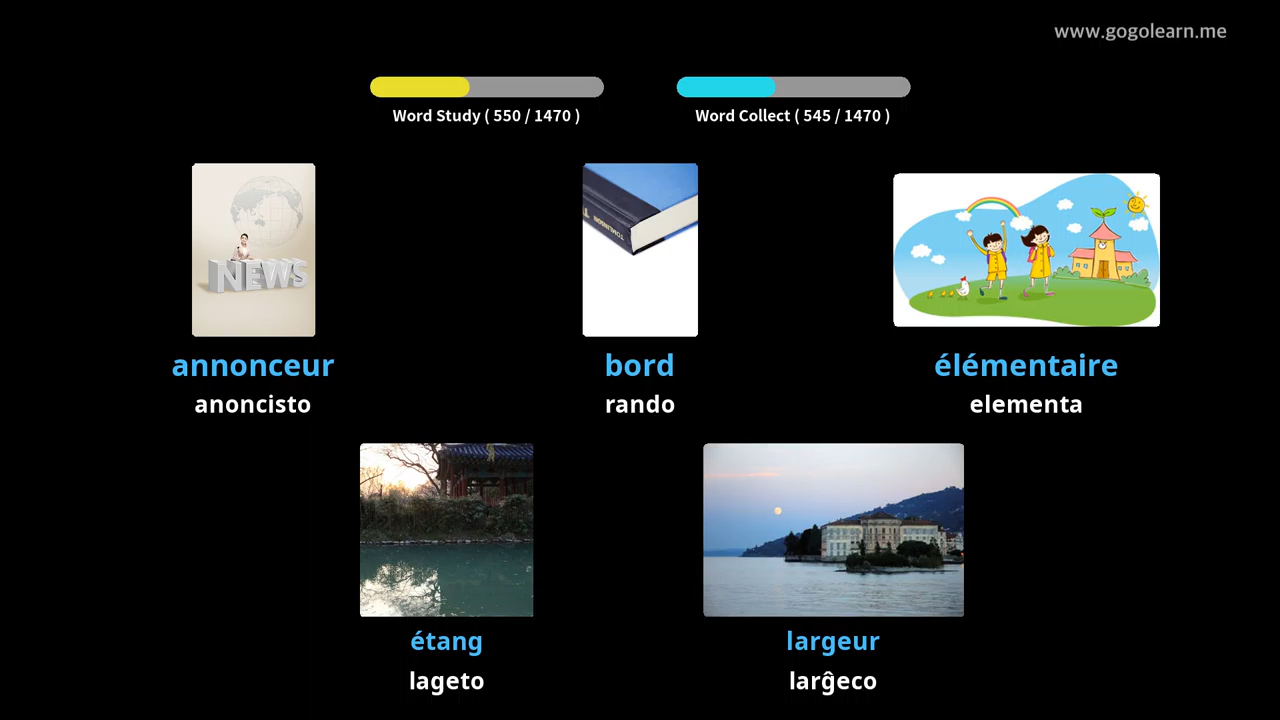 www.gogolearn.me
Word Study ( 550 / 1470 )
Word Collect ( 545 / 1470 )
NEWS
TOMLINSON
annonceur
bord
élémentaire
anoncisto
rando
elementa
étang
largeur
lageto
larĝeco